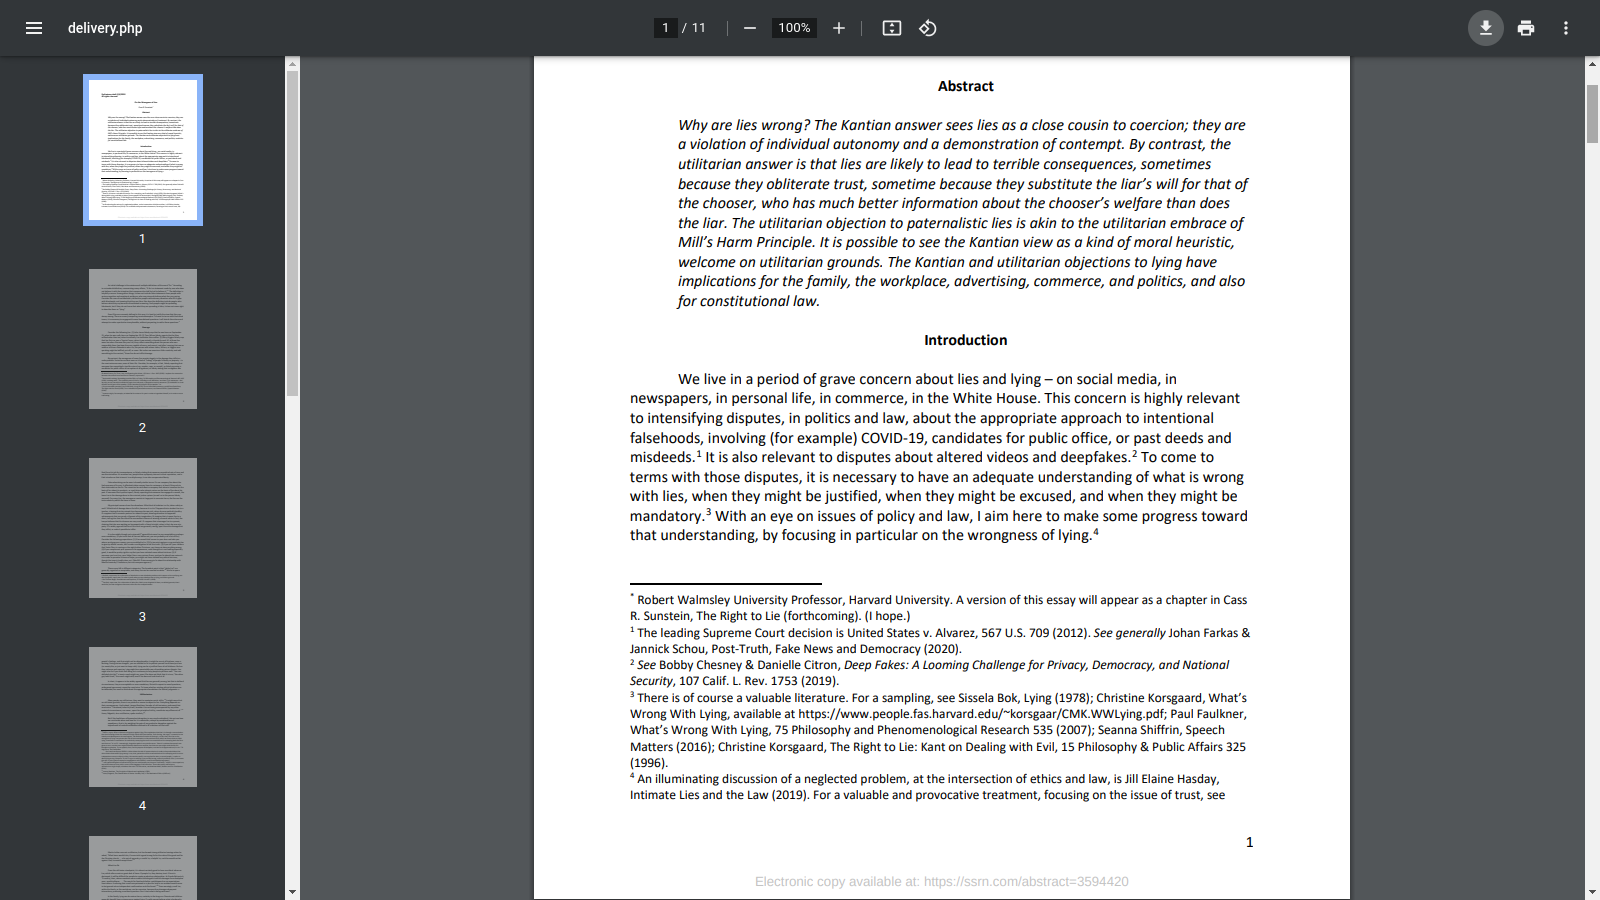 delivery.php
1 / 11
100%
1
2
3
4
Abstract
Why are lies wrong? The Kantian answer sees lies as a close cousin to coercion; they are
a violation of individual autonomy and a demonstration of contempt. By contrast, the
utilitarian answer is that lies are likely to lead to terrible consequences, sometimes
because they obliterate trust, sometime because they substitute the liar’s will for that of
the chooser, who has much better information about the chooser’s welfare than does
the liar. The utilitarian objection to paternalistic lies is akin to the utilitarian embrace of
Mill’s Harm Principle. It is possible to see the Kantian view as a kind of moral heuristic,
welcome on utilitarian grounds. The Kantian and utilitarian objections to lying have
implications for the family, the workplace, advertising, commerce, and politics, and also
for constitutional law.
Introduction
We live in a period of grave concern about lies and lying – on social media, in
newspapers, in personal life, in commerce, in the White House. This concern is highly relevant
to intensifying disputes, in politics and law, about the appropriate approach to intentional
falsehoods, involving (for example) COVID-19, candidates for public office, or past deeds and
misdeeds.1 It is also relevant to disputes about altered videos and deepfakes.2 To come to
terms with those disputes, it is necessary to have an adequate understanding of what is wrong
with lies, when they might be justified, when they might be excused, and when they might be
mandatory.3 With an eye on issues of policy and law, I aim here to make some progress toward
that understanding, by focusing in particular on the wrongness of lying.4
* Robert Walmsley University Professor, Harvard University. A version of this essay will appear as a chapter in Cass
R. Sunstein, The Right to Lie (forthcoming). (I hope.)
1 The leading Supreme Court decision is United States v. Alvarez, 567 U.S. 709 (2012). See generally Johan Farkas &
Jannick Schou, Post-Truth, Fake News and Democracy (2020).
2 See Bobby Chesney & Danielle Citron, Deep Fakes: A Looming Challenge for Privacy, Democracy, and National
Security, 107 Calif. L. Rev. 1753 (2019).
3 There is of course a valuable literature. For a sampling, see Sissela Bok, Lying (1978); Christine Korsgaard, What’s
Wrong With Lying, available at https://www.people.fas.harvard.edu/~korsgaar/CMK.WWLying.pdf; Paul Faulkner,
What’s Wrong With Lying, 75 Philosophy and Phenomenological Research 535 (2007); Seanna Shiffrin, Speech
Matters (2016); Christine Korsgaard, The Right to Lie: Kant on Dealing with Evil, 15 Philosophy & Public Affairs 325
(1996).
4 An illuminating discussion of a neglected problem, at the intersection of ethics and law, is Jill Elaine Hasday,
Intimate Lies and the Law (2019). For a valuable and provocative treatment, focusing on the issue of trust, see
1
Electronic copy available at: https://ssrn.com/abstract=3594420